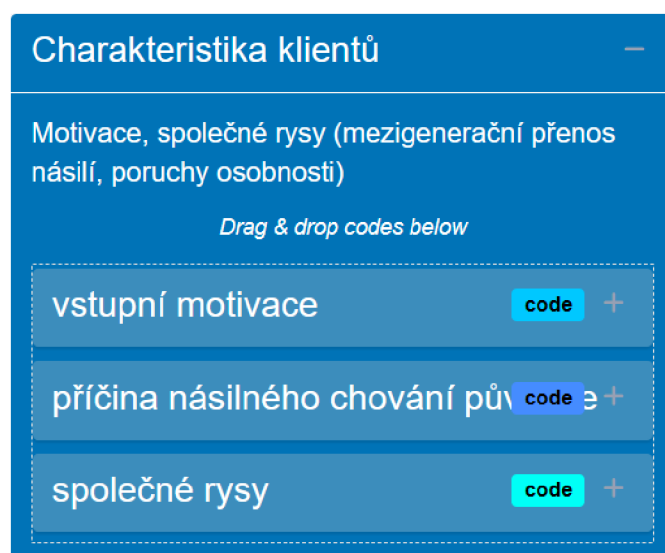 Charakteristika klientů
Motivace, společné rysy (mezigenerační přenos
násilí, poruchy osobnosti)
Drag & drop codes below
vstupní motivace code
příčina násilného chování code
společné rysy code